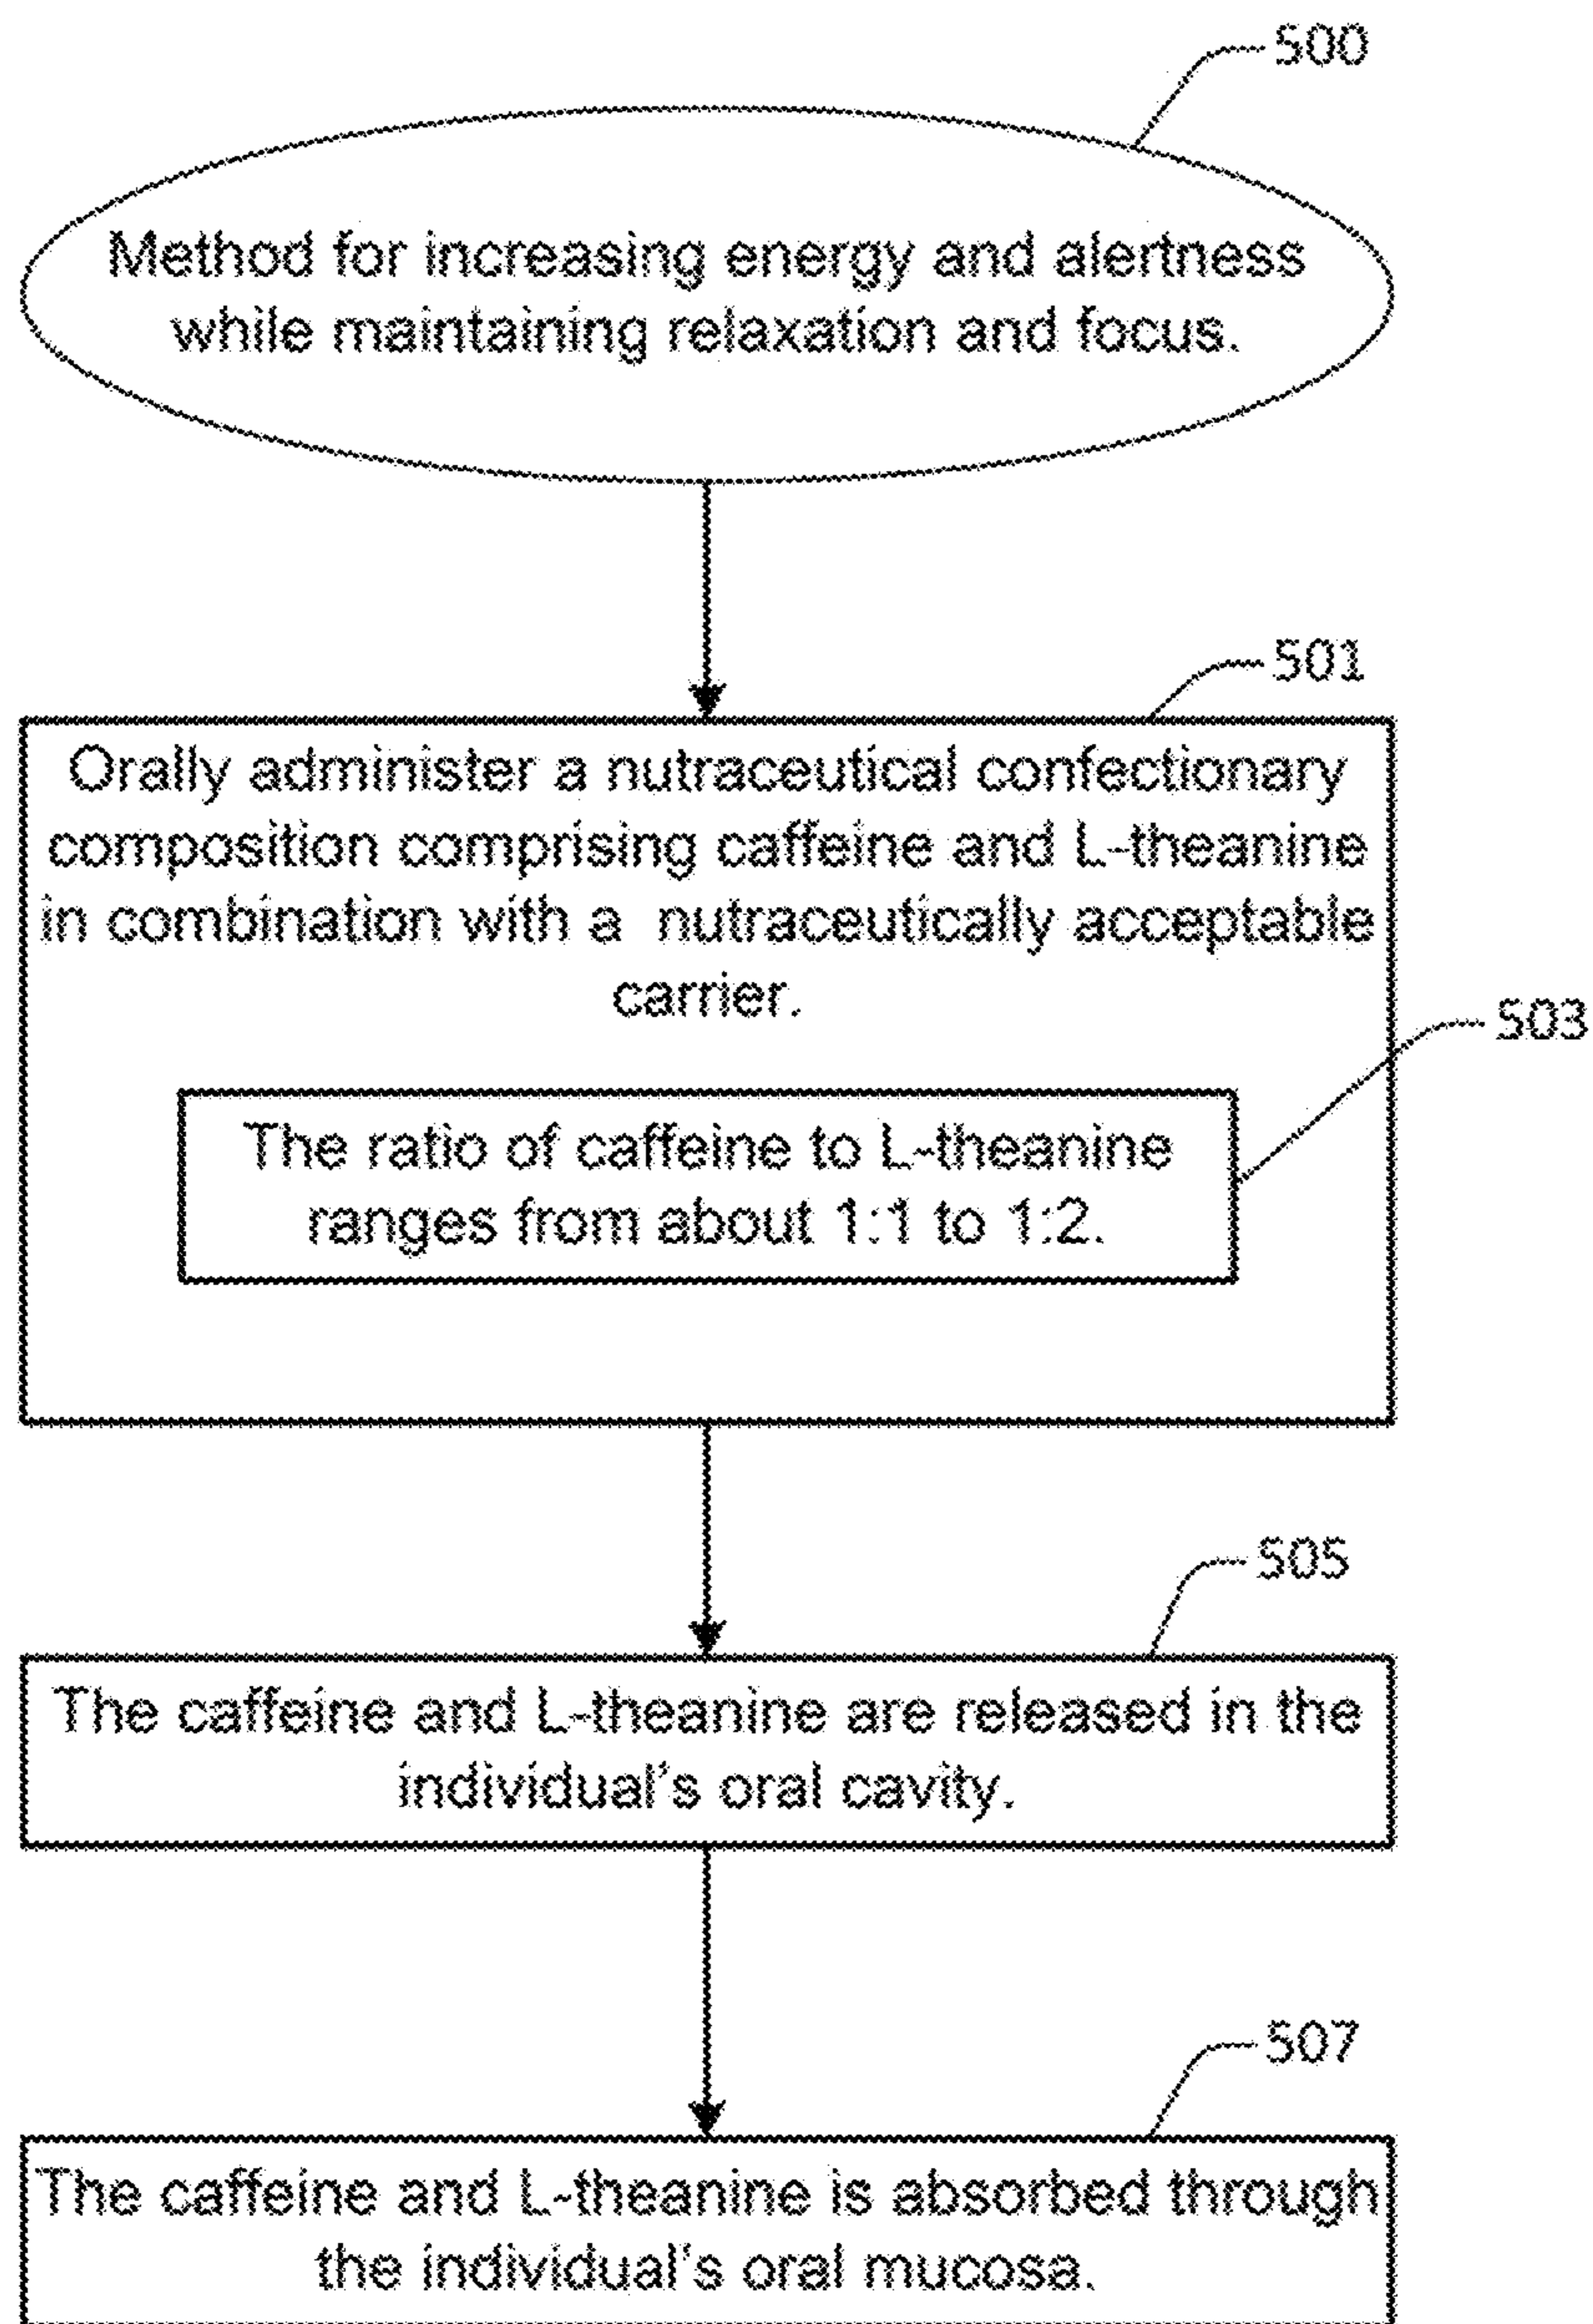 500
Method for increasing energy and alertness
while maintaining relaxation and focus.
501
Orally administer a nutraceutical confectionary
composition comprising caffeine and L-theanine
in combination with a nutraceutically acceptable
carrier.
503
The ratio of caffeine to L-theanine
ranges from about 1:1 to 1:2.
505
The caffeine and L-theanine are released in the
individual's oral cavity.
507
The caffeine and L-theanine is absorbed through
the individual's oral mucosa.